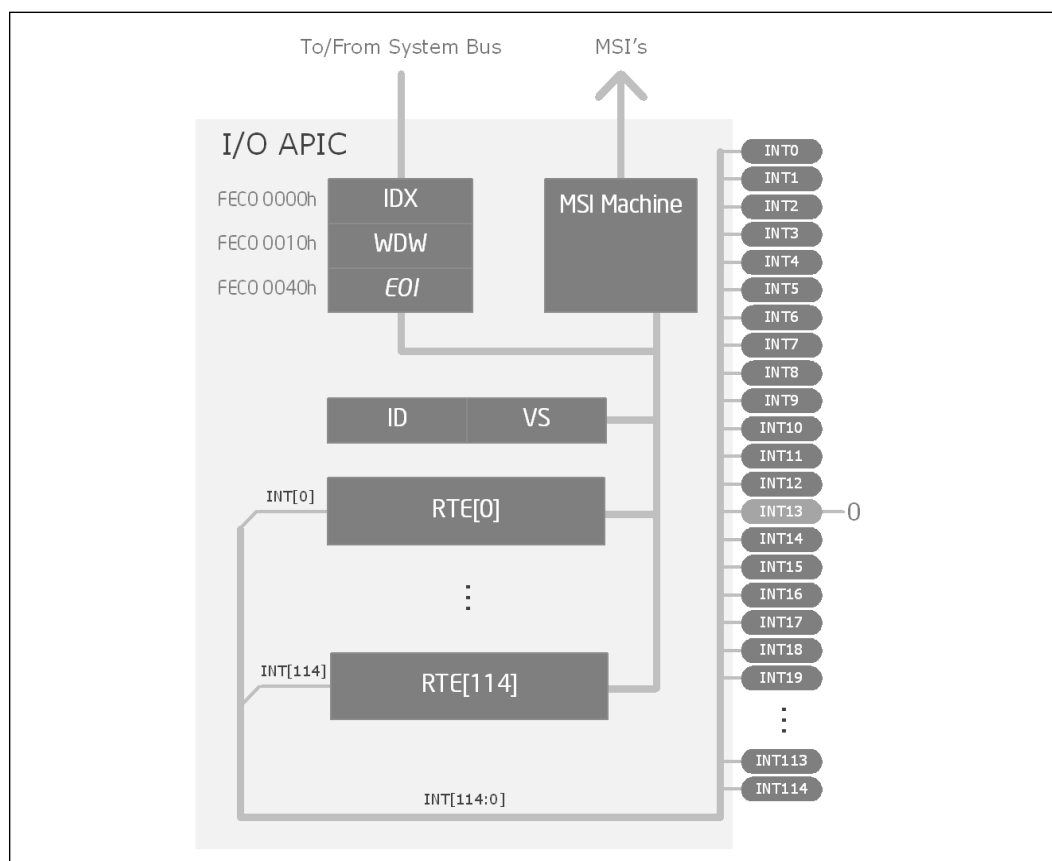 To/From System Bus
MSI's
I/O APIC
FEC0 0000h
IDX
FEC0 0010h
WDW
FEC0 0040h
EOI
MSI Machine
ID
VS
INT[0]
RTE[0]
⋮
INT[114]
RTE[114]
INT[114:0]
INT0
INT1
INT2
INT3
INT4
INT5
INT6
INT7
INT8
INT9
INT10
INT11
INT12
INT13
0
INT14
INT15
INT16
INT17
INT18
INT19
⋮
INT113
INT114